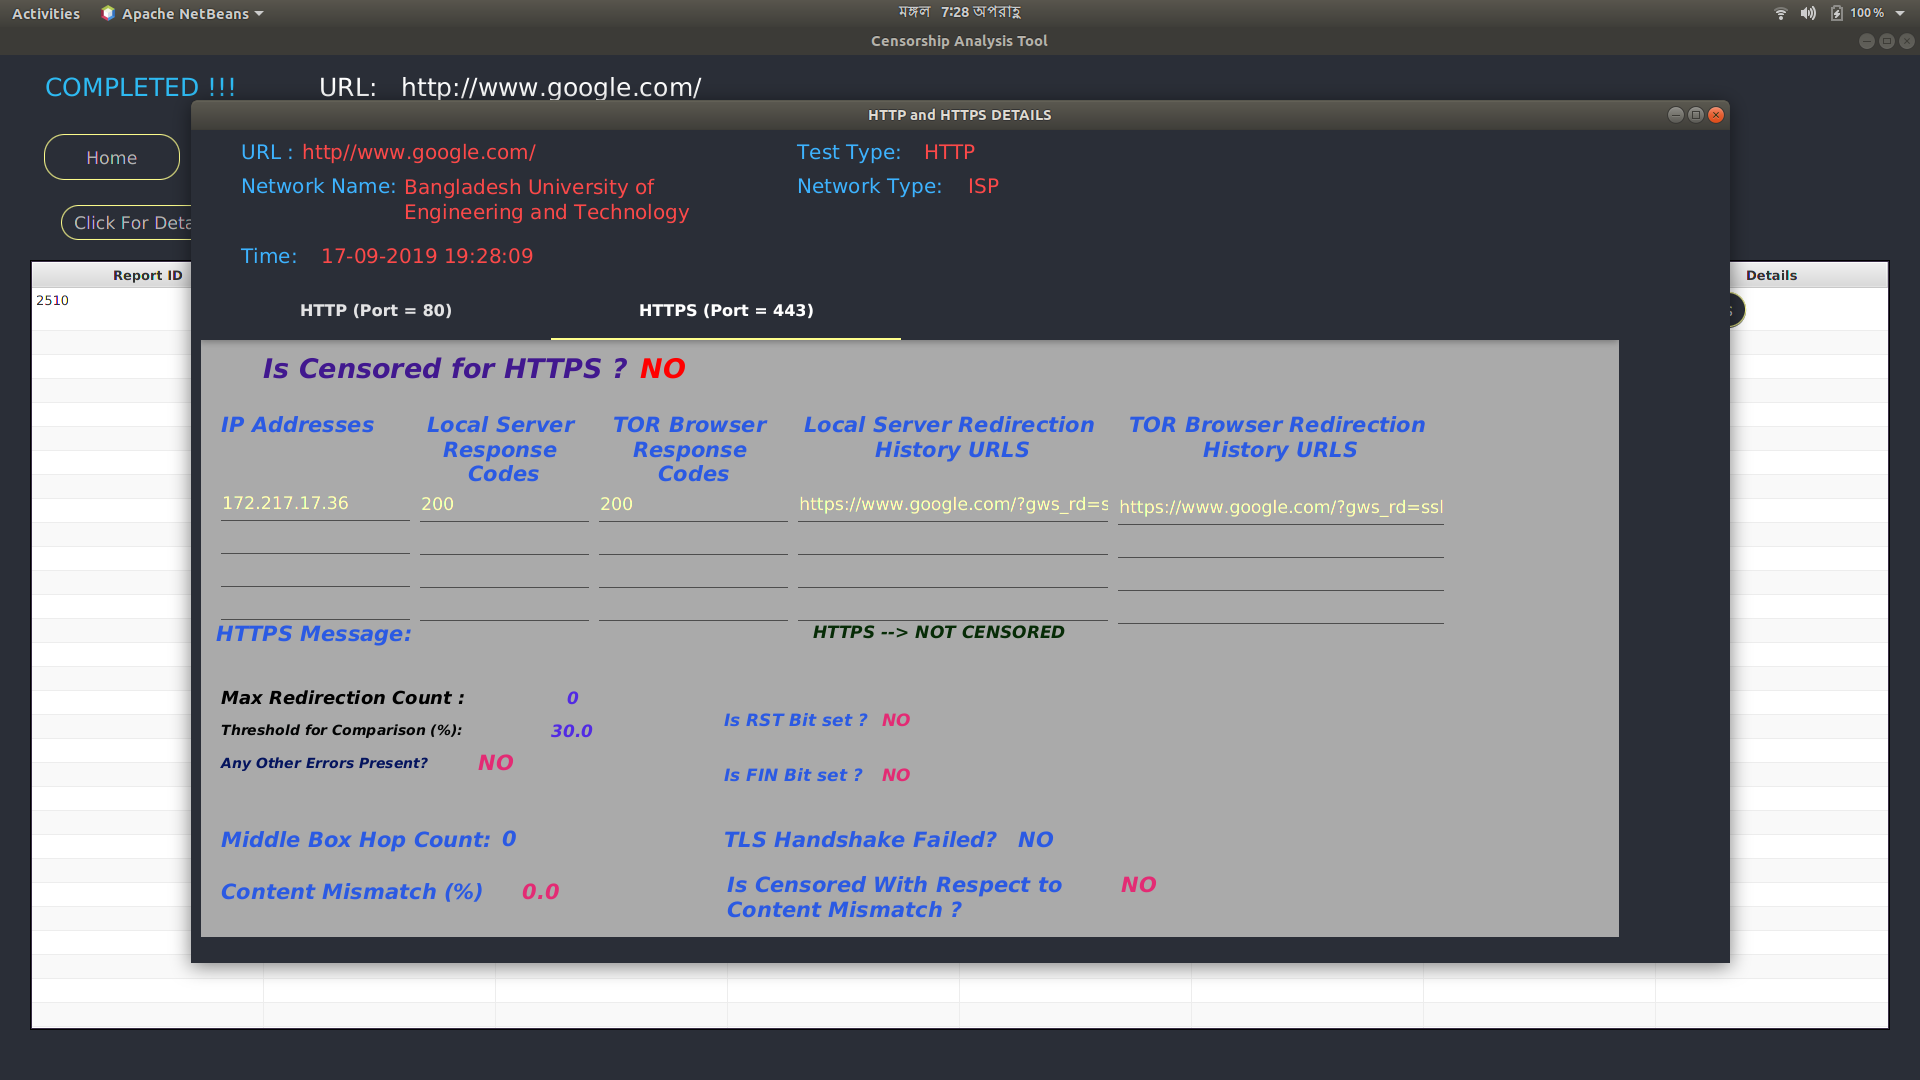 Activities Apache NetBeans মঙ্গল 7:28 অপরাহ্ণ 100 %
Censorship Analysis Tool
COMPLETED !!! URL: http://www.google.com/
HTTP and HTTPS DETAILS
Home
Click For Deta
URL : http//www.google.com/ Test Type: HTTP
Network Name: Bangladesh University of Network Type: ISP
Engineering and Technology
Time: 17-09-2019 19:28:09
Report ID Details
2510
HTTP (Port = 80) HTTPS (Port = 443)
Is Censored for HTTPS ? NO
IP Addresses Local Server TOR Browser Local Server Redirection TOR Browser Redirection
Response Response History URLS History URLS
Codes Codes
172.217.17.36 200 200 https://www.google.com/?gws_rd=s https://www.google.com/?gws_rd=ssl
HTTPS Message: HTTPS --> NOT CENSORED
Max Redirection Count : 0
Is RST Bit set ? NO
Threshold for Comparison (%): 30.0
Any Other Errors Present? NO
Is FIN Bit set ? NO
Middle Box Hop Count: 0 TLS Handshake Failed? NO
Content Mismatch (%) 0.0 Is Censored With Respect to NO
Content Mismatch ?